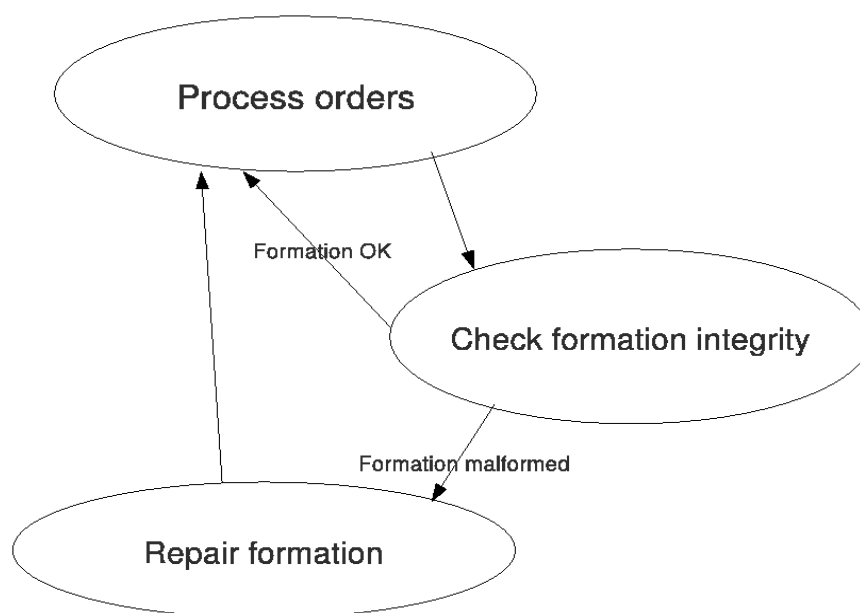 Process orders
Formation OK
Check formation integrity
Formation malformed
Repair formation